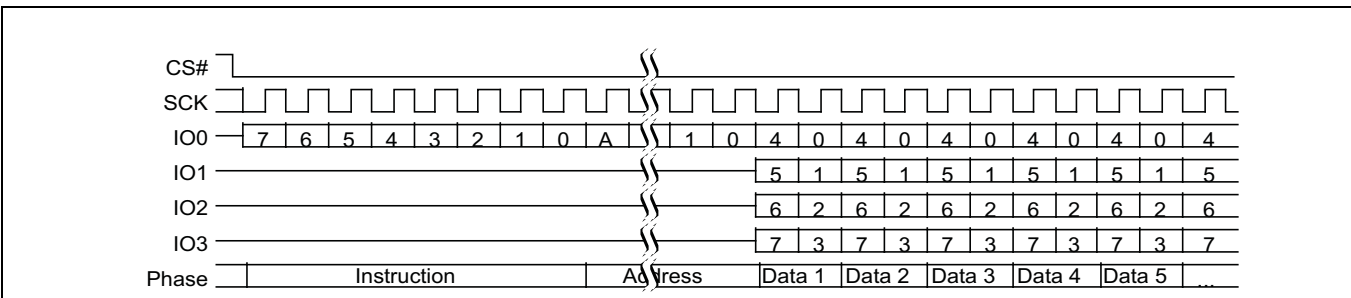 CS#
SCK
IO0 7 6 5 4 3 2 1 0 A 1 0 4 0 4 0 4 0 4 0 4 0 4
IO1 5 1 5 1 5 1 5 1 5 1 5
IO2 6 2 6 2 6 2 6 2 6 2 6
IO3 7 3 7 3 7 3 7 3 7 3 7
Phase Instruction Address Data 1 Data 2 Data 3 Data 4 Data 5 ...